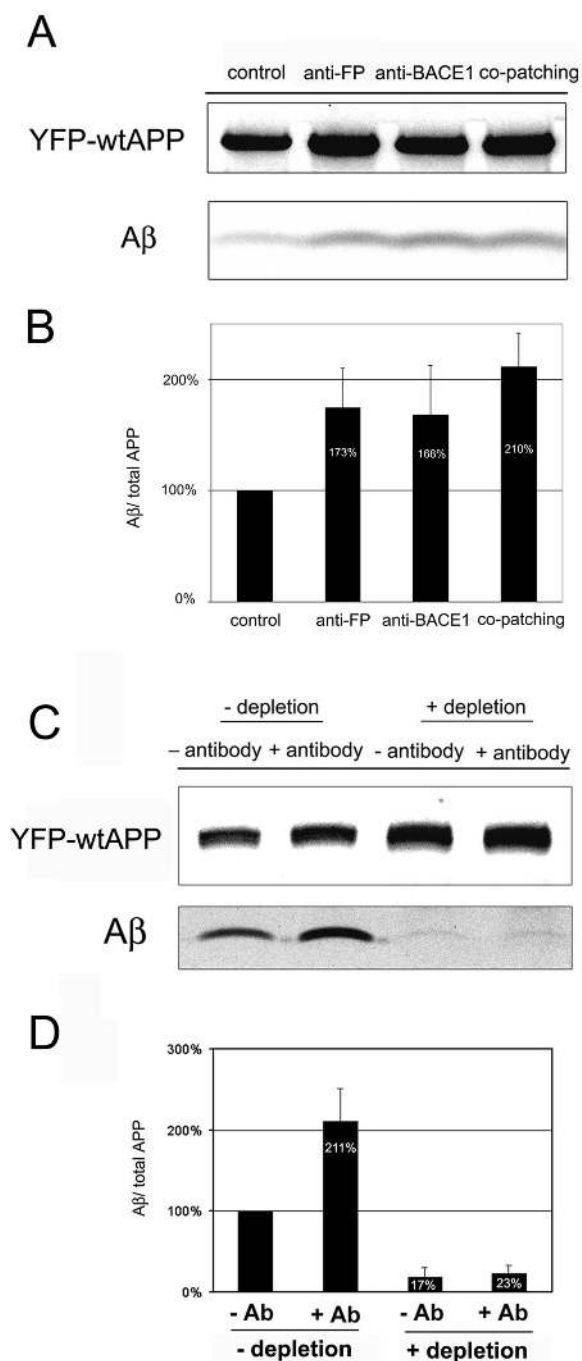 A
control anti-FP anti-BACE1 co-patching
YFP-wtAPP
Aβ
B
Aβ/ total APP
200%
100%
0%
173%
166%
210%
control anti-FP anti-BACE1 co-patching
C
- depletion + depletion
– antibody + antibody - antibody + antibody
YFP-wtAPP
Aβ
D
Aβ/ total APP
300%
200%
100%
0%
211%
17%
23%
- Ab + Ab - Ab + Ab
- depletion + depletion